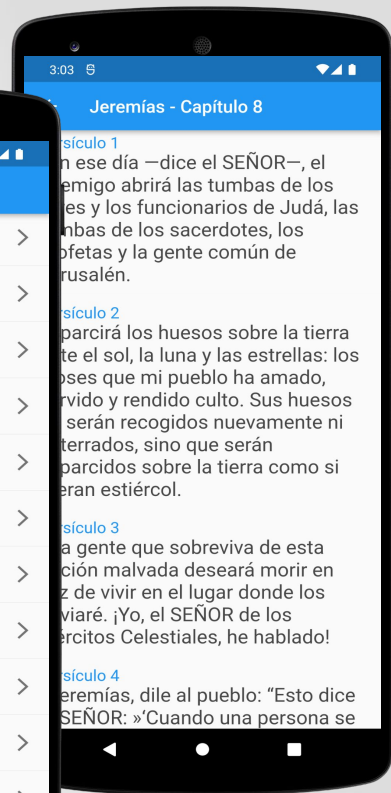 3:03
Jeremías - Capítulo 8
rsículo 1
n ese día —dice el SEÑOR—, el
emigo abrirá las tumbas de los
es y los funcionarios de Judá, las
mbas de los sacerdotes, los
ofetas y la gente común de
rusalén.
rsículo 2
parcirá los huesos sobre la tierra
te el sol, la luna y las estrellas: los
oses que mi pueblo ha amado,
rvido y rendido culto. Sus huesos
serán recogidos nuevamente ni
terrados, sino que serán
parcidos sobre la tierra como si
eran estiércol.
rsículo 3
a gente que sobreviva de esta
ción malvada deseará morir en
z de vivir en el lugar donde los
viaré. ¡Yo, el SEÑOR de los
ércitos Celestiales, he hablado!
rsículo 4
eremías, dile al pueblo: “Esto dice
SEÑOR: »‘Cuando una persona se